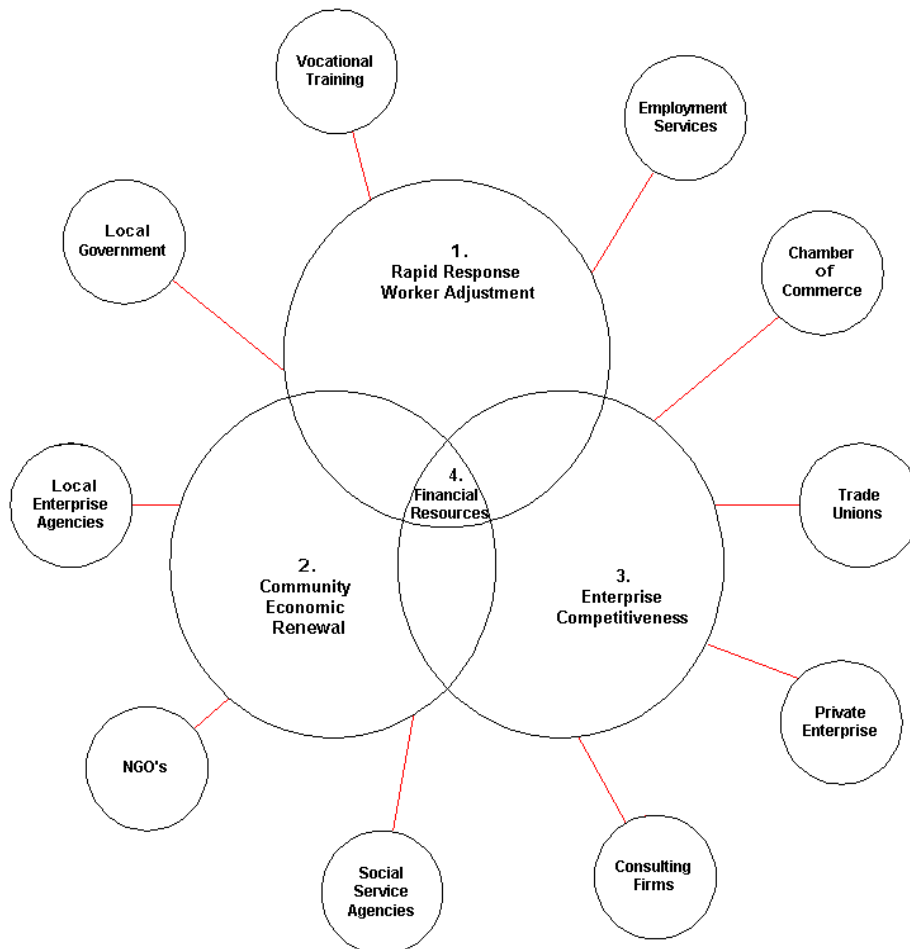 Vocational
Training
Employment
Services
Local
Government
1.
Rapid Response
Worker Adjustment
Chamber
of
Commerce
Local
Enterprise
Agencies
4.
Financial
Resources
Trade
Unions
2.
Community
Economic
Renewal
3.
Enterprise
Competitiveness
NGO's
Private
Enterprise
Social
Service
Agencies
Consulting
Firms